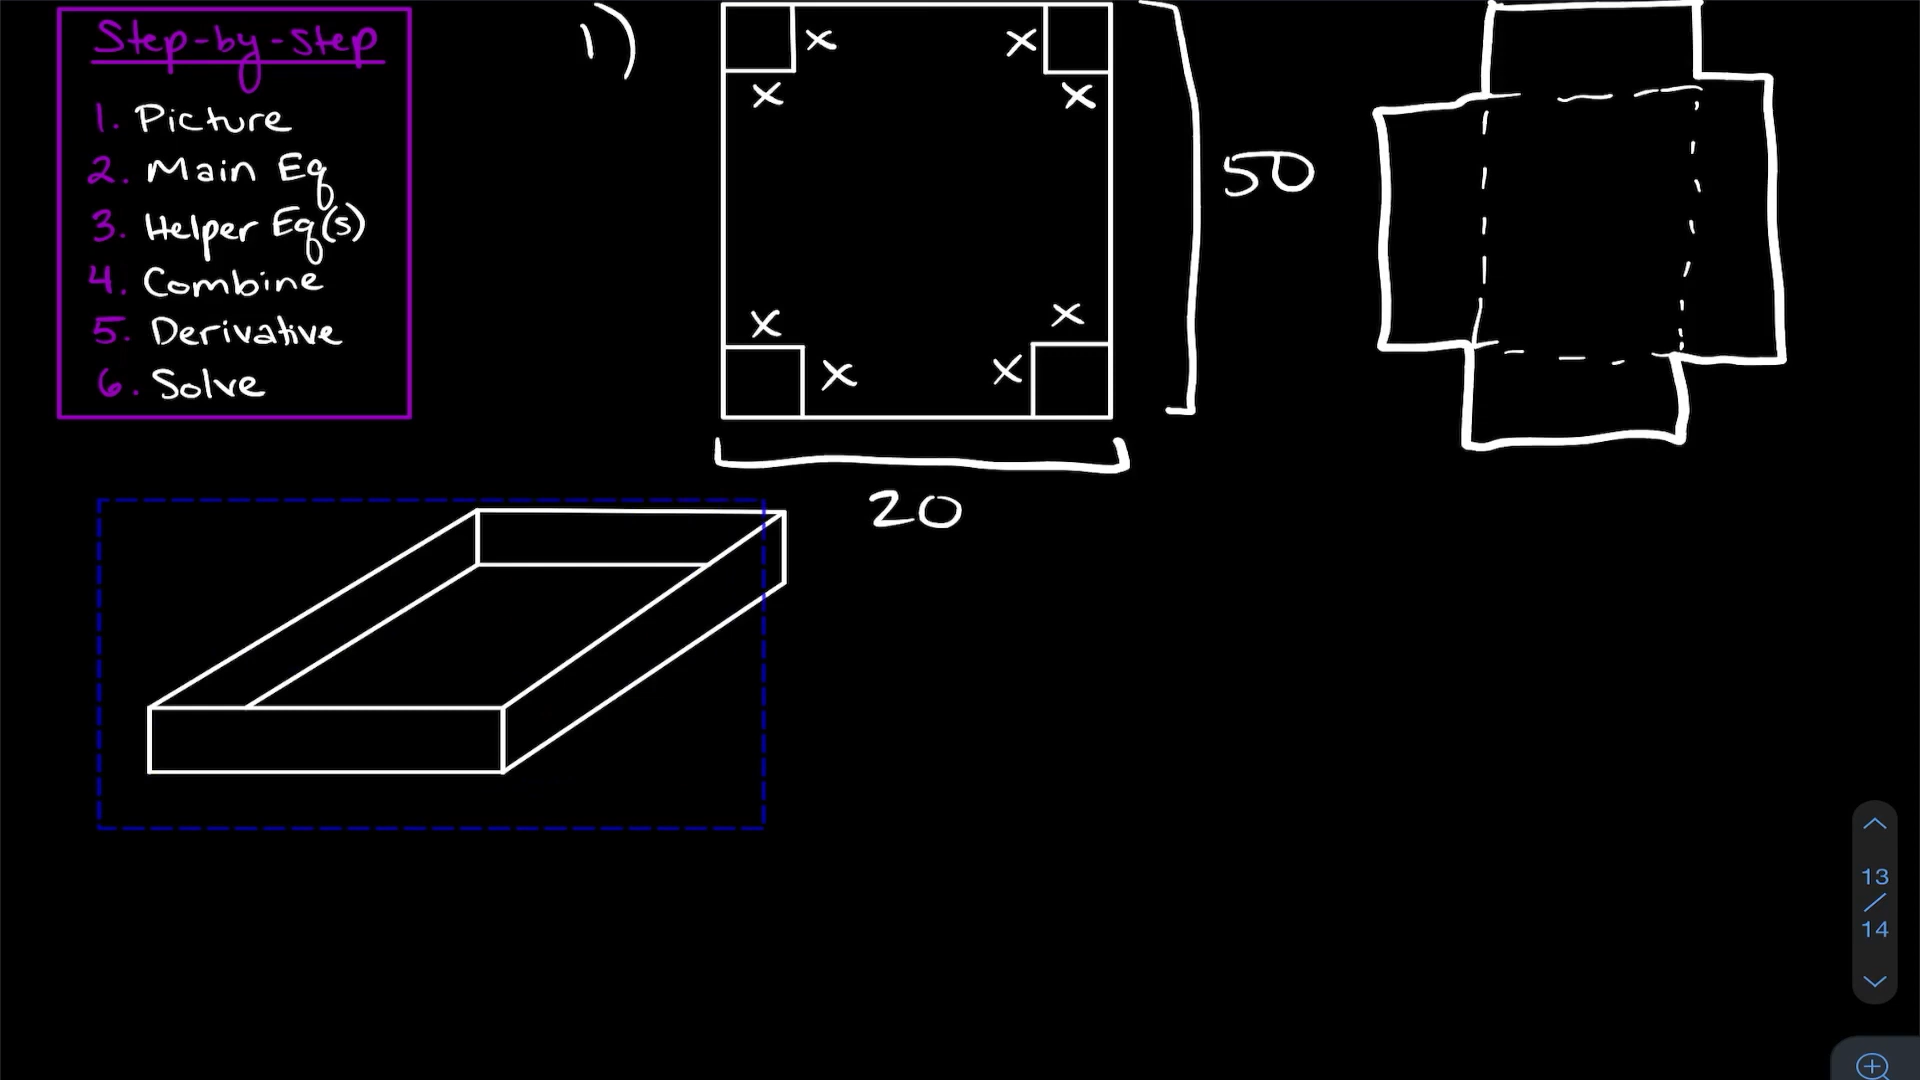 Step-by-step
1. Picture
2. Main Eq
3. Helper Eq(s)
4. Combine
5. Derivative
6. Solve
1)
x x
x x
50
x x
x x
20
13
/
14